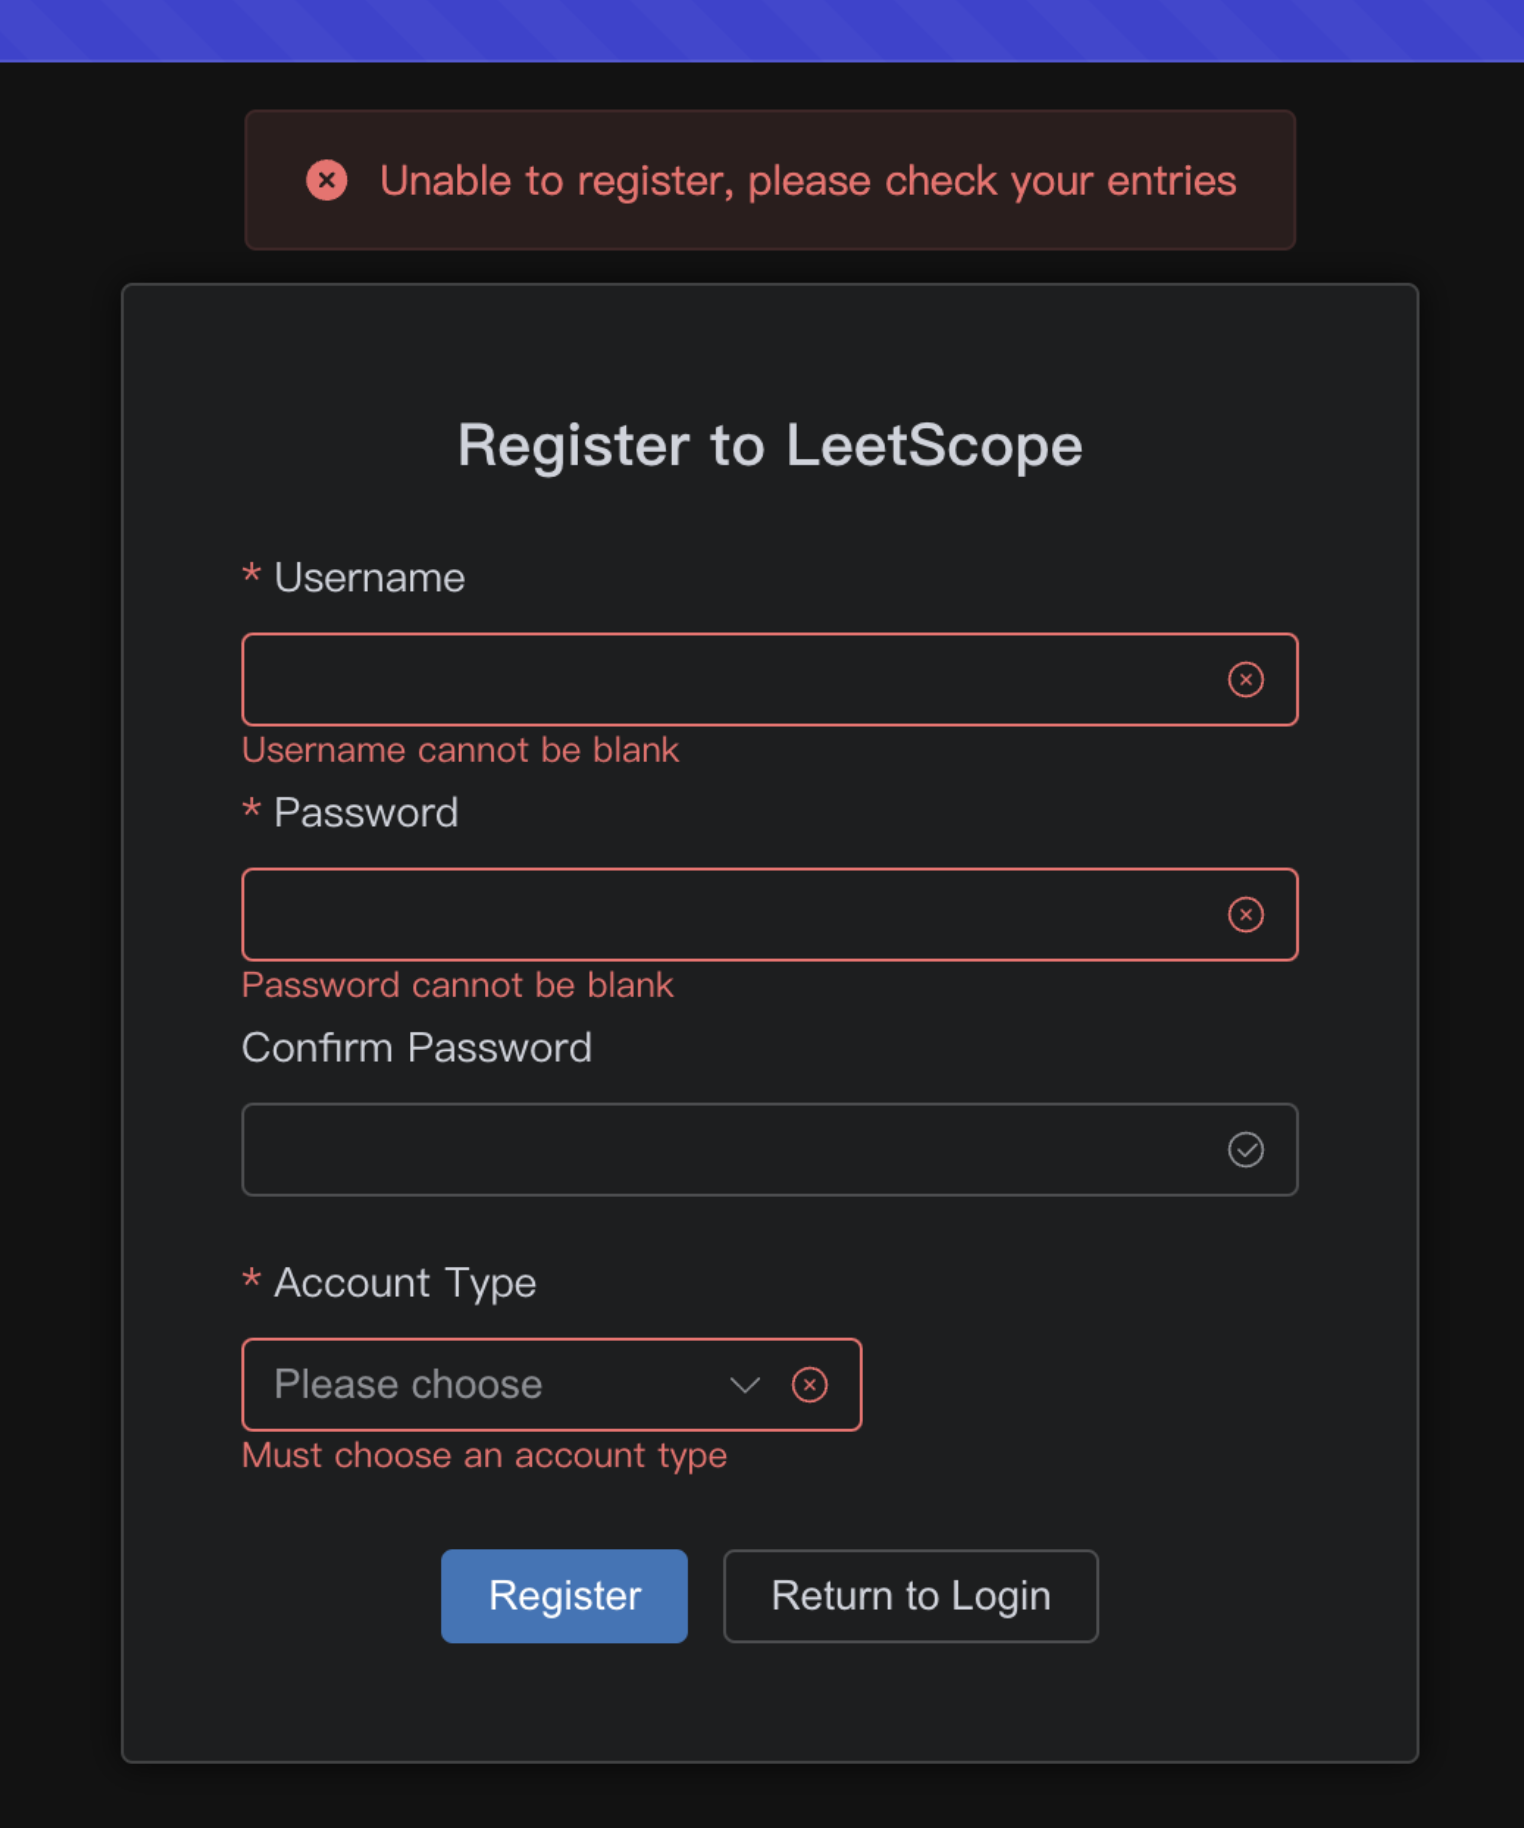 Unable to register, please check your entries
Register to LeetScope
* Username
Username cannot be blank
* Password
Password cannot be blank
Confirm Password
* Account Type
Please choose
Must choose an account type
Register
Return to Login